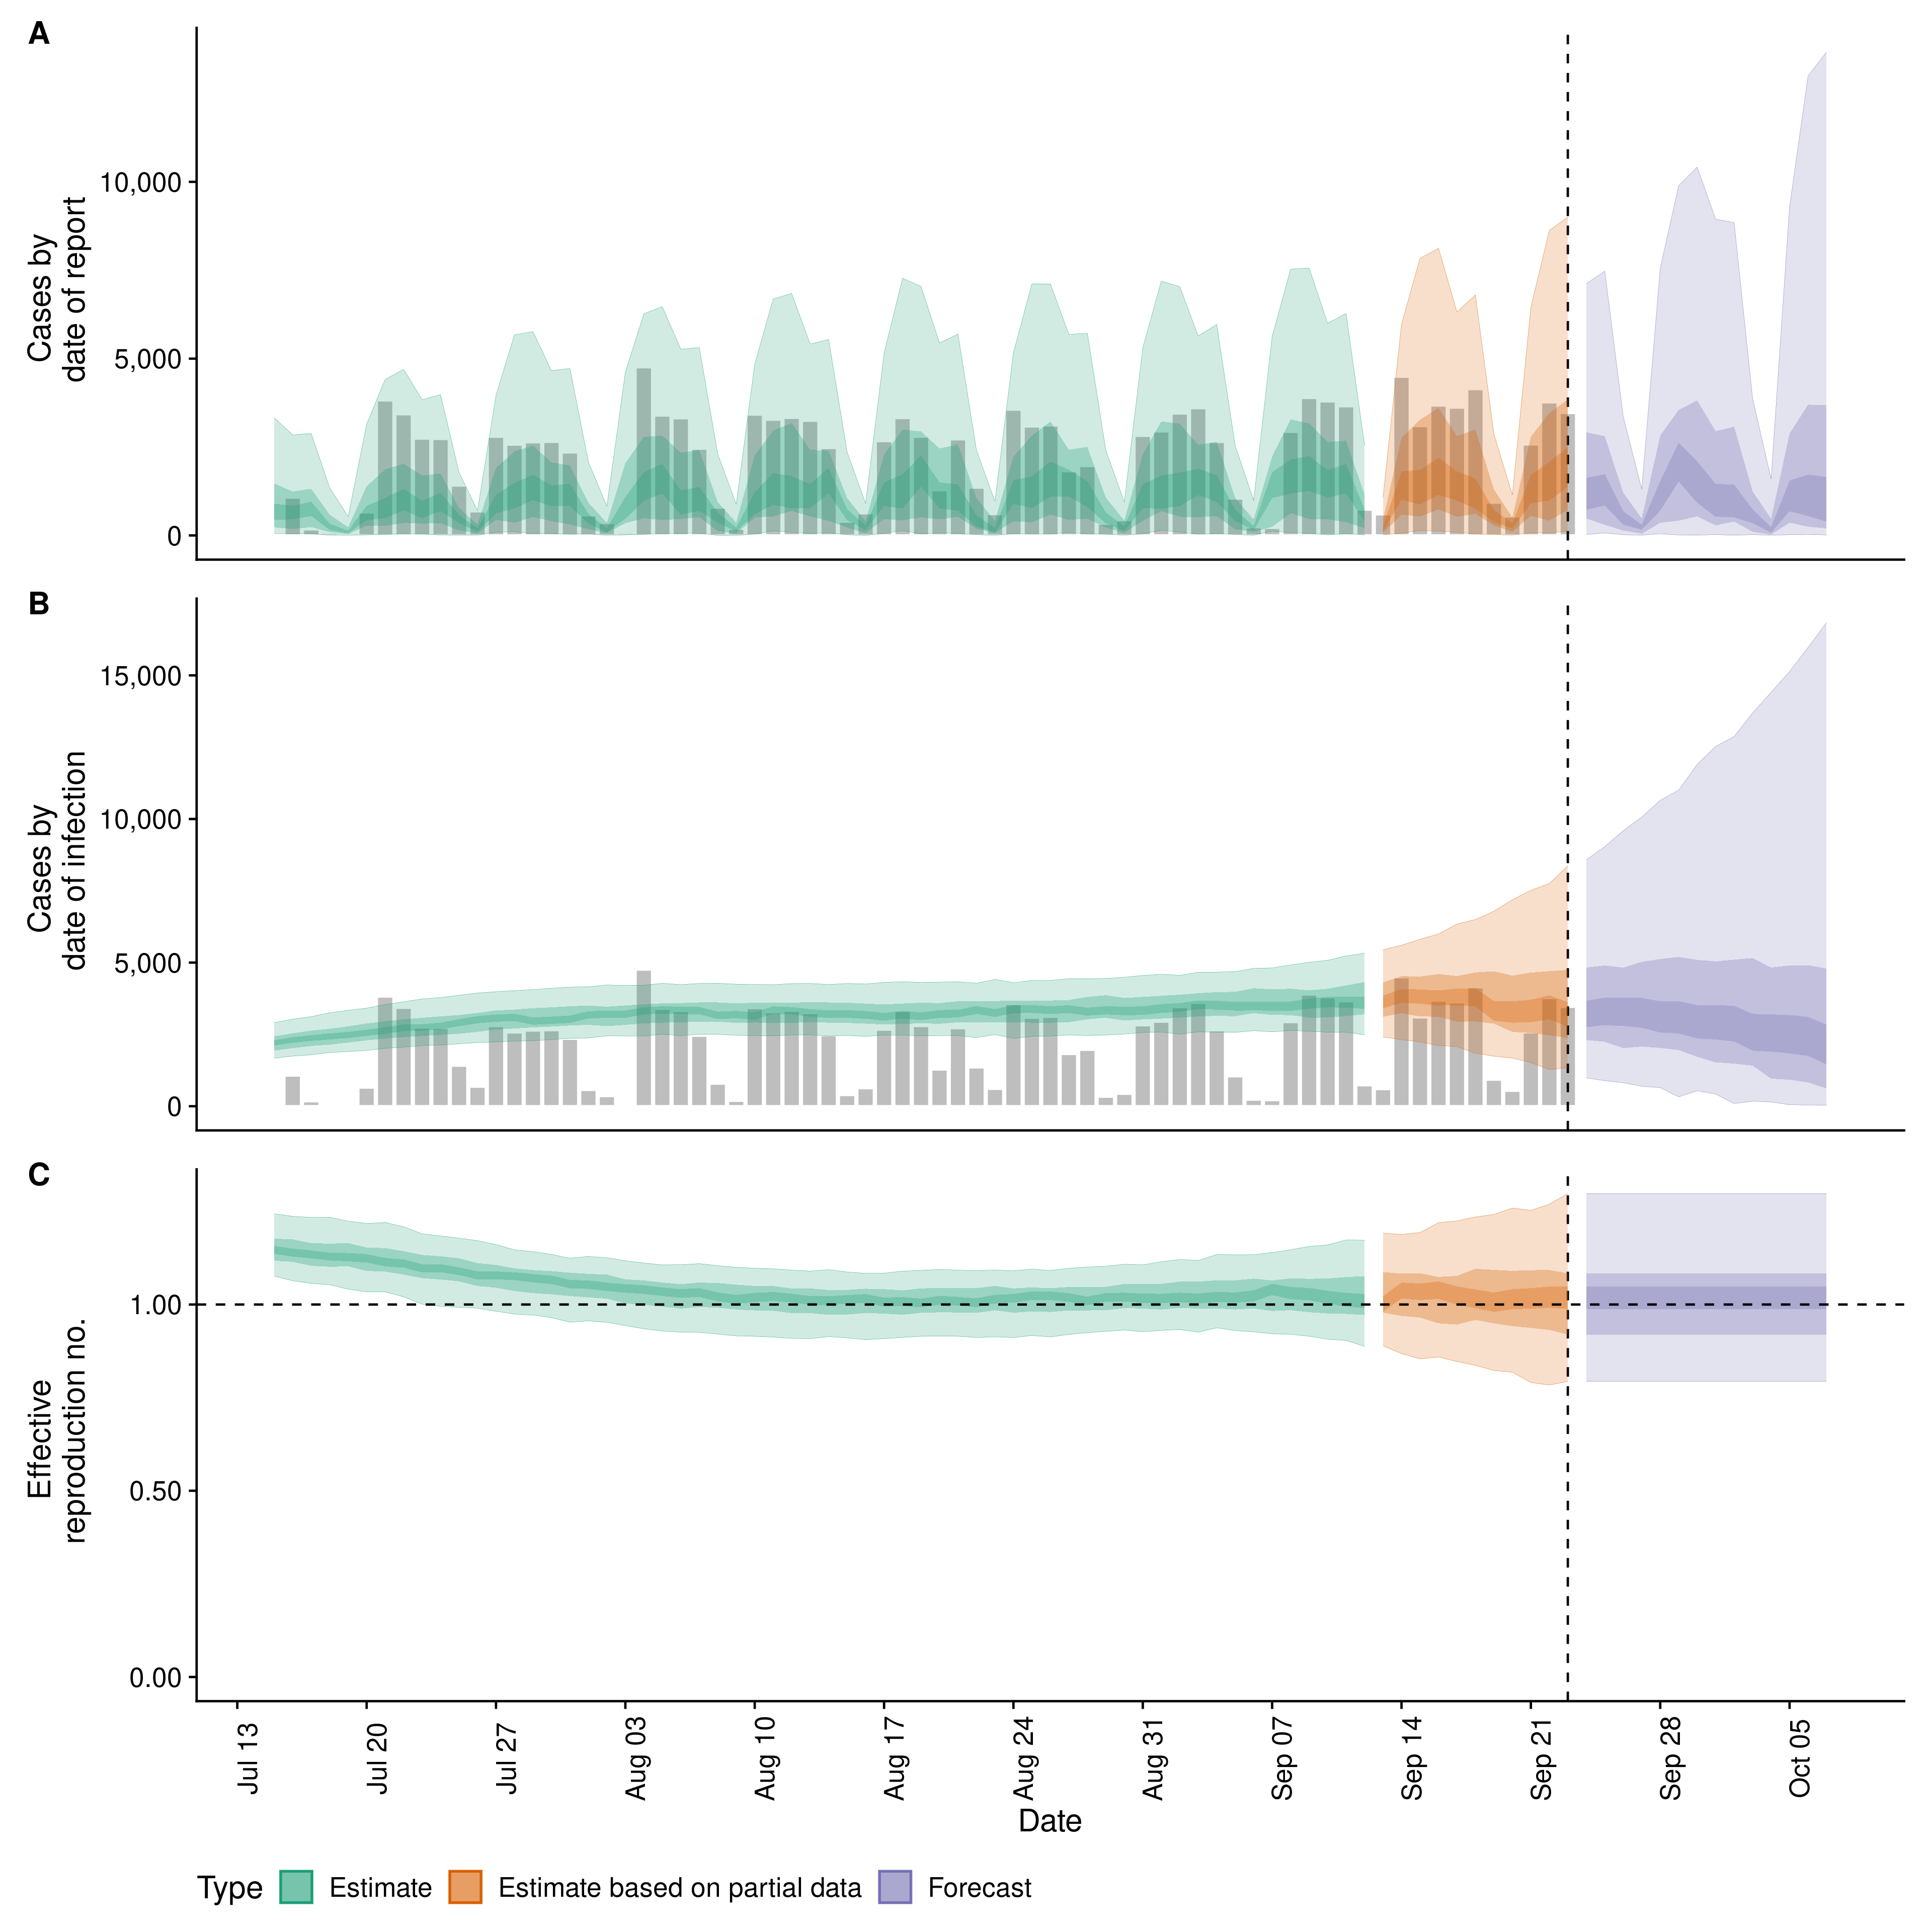 A
Cases by
date of report
10,000
5,000
0
B
Cases by
date of infection
15,000
10,000
5,000
0
C
Effective
reproduction no.
1.00
0.50
0.00
Jul 13
Jul 20
Jul 27
Aug 03
Aug 10
Aug 17
Aug 24
Aug 31
Sep 07
Sep 14
Sep 21
Sep 28
Oct 05
Date
Type Estimate Estimate based on partial data Forecast